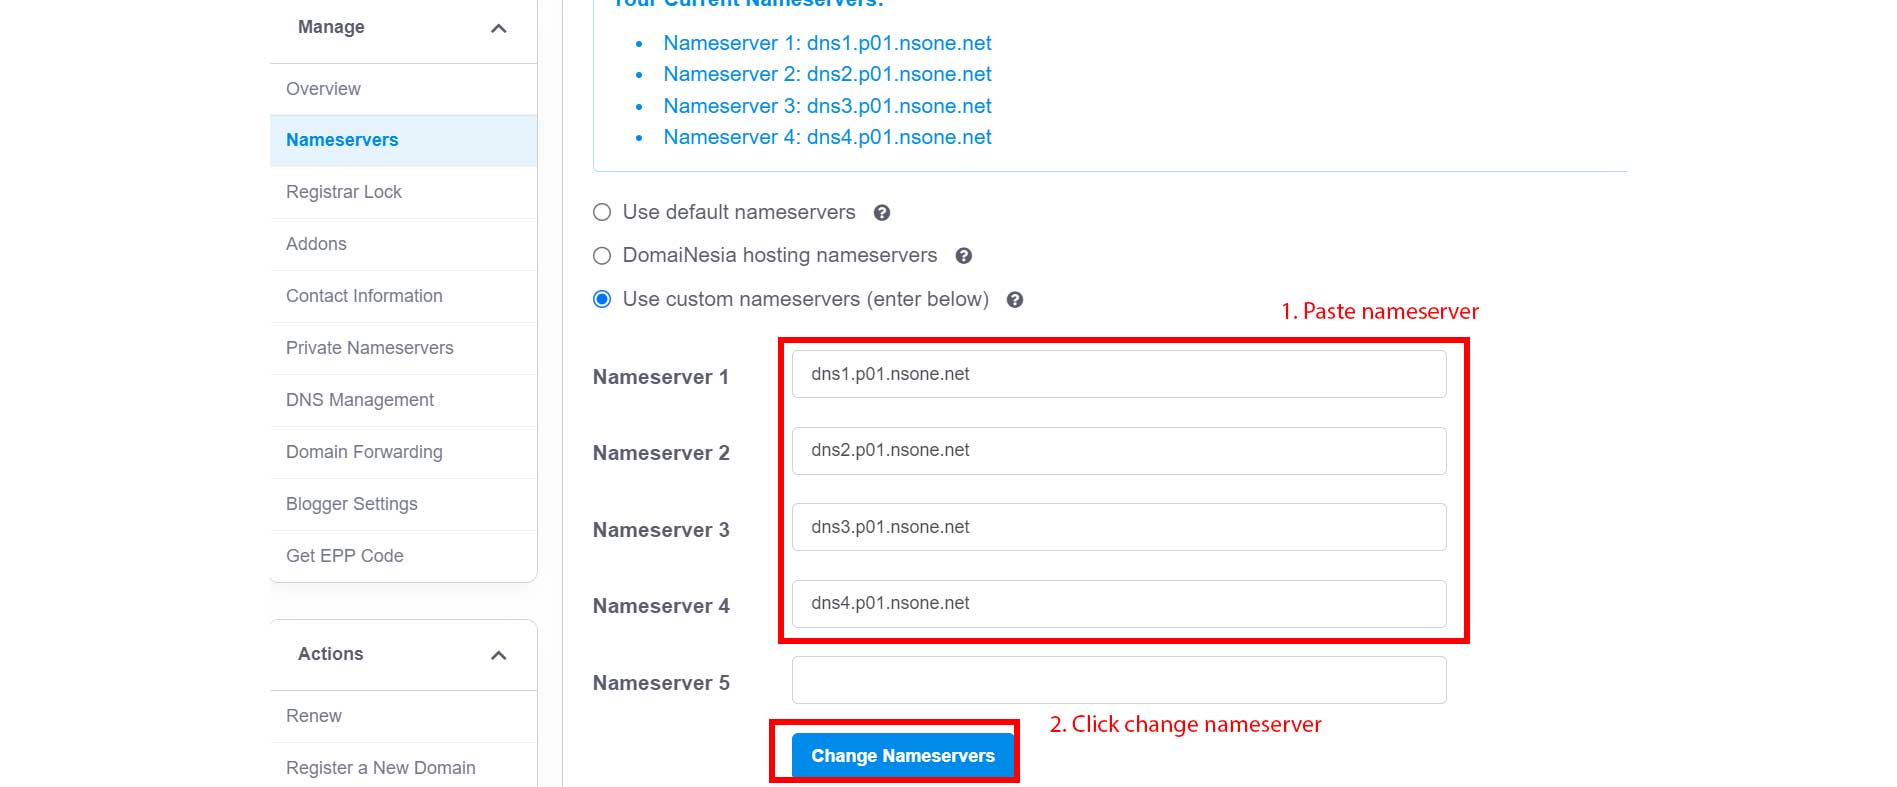 Manage
Overview
Nameservers
Registrar Lock
Addons
Contact Information
Private Nameservers
DNS Management
Domain Forwarding
Blogger Settings
Get EPP Code
Actions
Renew
Register a New Domain
Your Current Nameservers:
• Nameserver 1: dns1.p01.nsone.net
• Nameserver 2: dns2.p01.nsone.net
• Nameserver 3: dns3.p01.nsone.net
• Nameserver 4: dns4.p01.nsone.net
Use default nameservers ?
DomaiNesia hosting nameservers ?
Use custom nameservers (enter below) ?
1. Paste nameserver
Nameserver 1 dns1.p01.nsone.net
Nameserver 2 dns2.p01.nsone.net
Nameserver 3 dns3.p01.nsone.net
Nameserver 4 dns4.p01.nsone.net
Nameserver 5
2. Click change nameserver
Change Nameservers